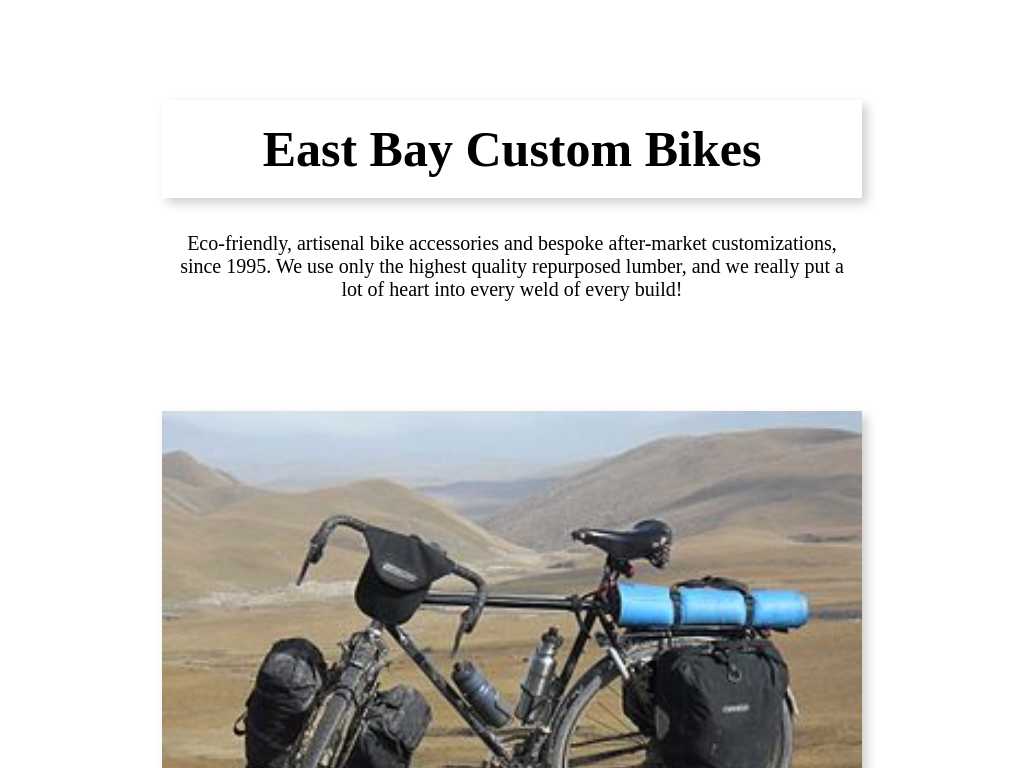 East Bay Custom Bikes
Eco-friendly, artisenal bike accessories and bespoke after-market customizations,
since 1995. We use only the highest quality repurposed lumber, and we really put a
lot of heart into every weld of every build!